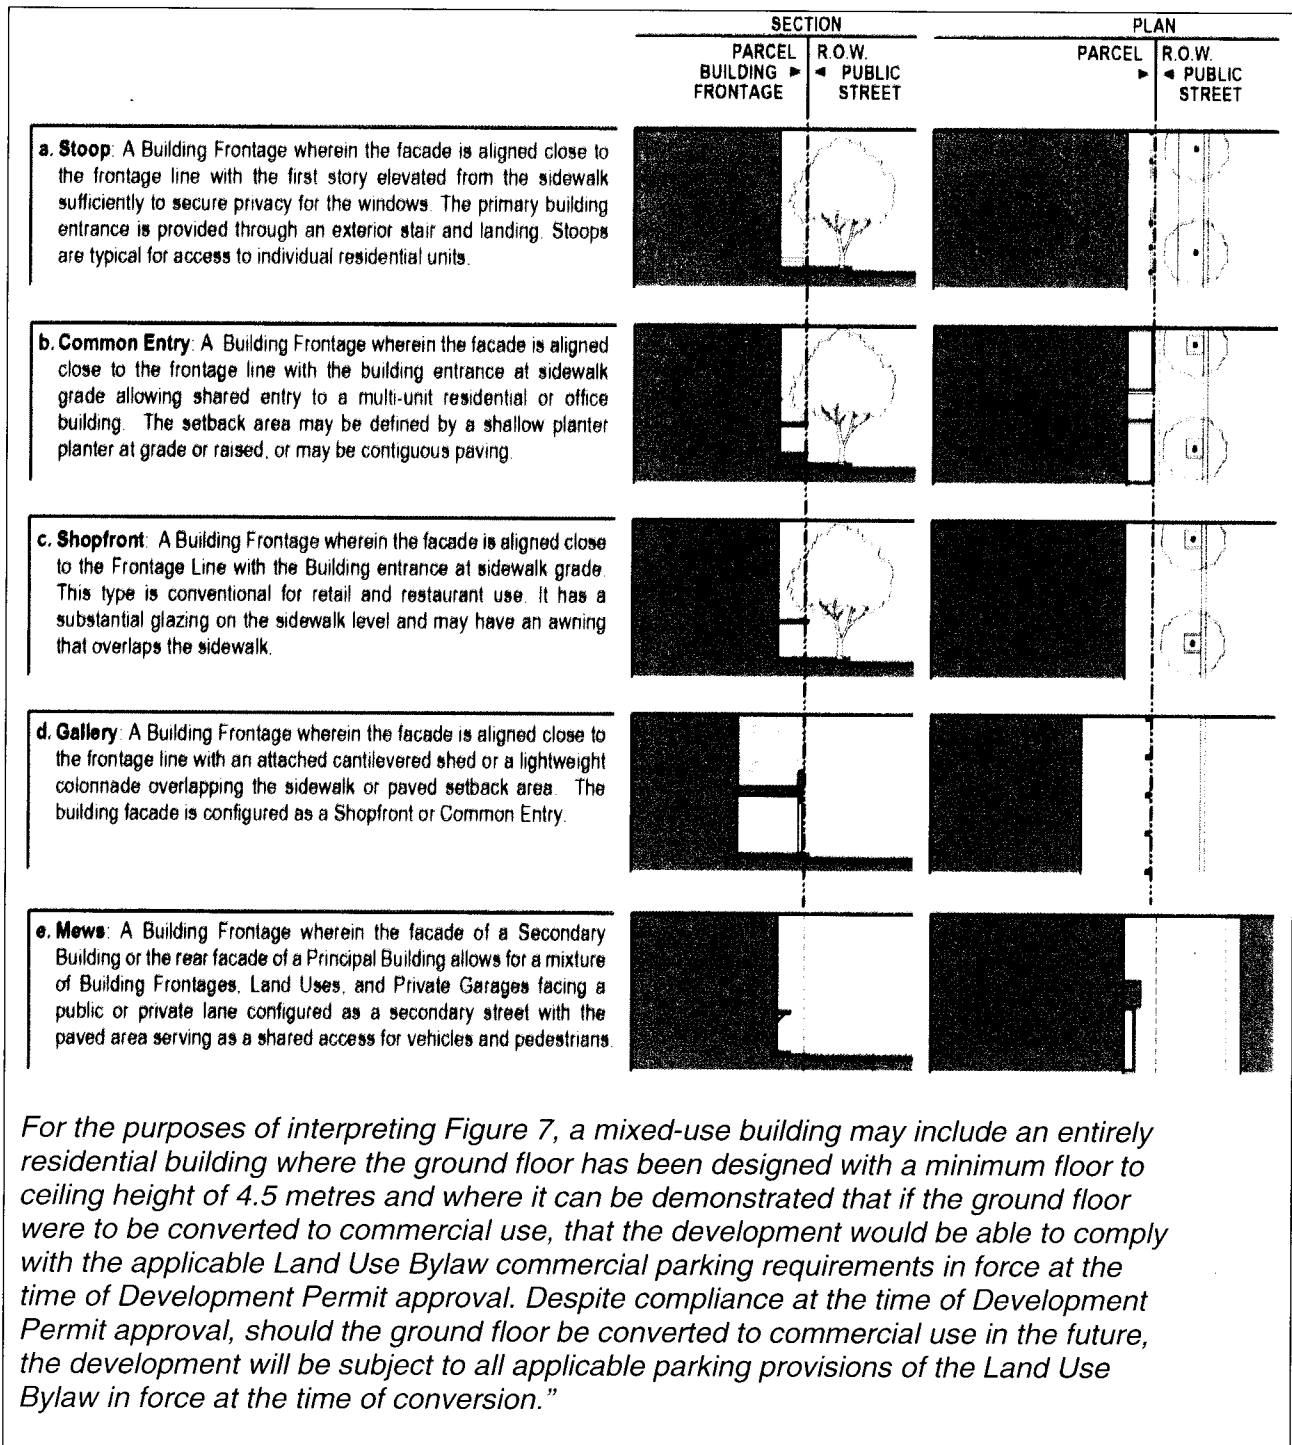 SECTION
PLAN
PARCEL R.O.W.
BUILDING ► ◄ PUBLIC
FRONTAGE STREET
PARCEL R.O.W.
► ◄ PUBLIC
STREET
a. Stoop: A Building Frontage wherein the facade is aligned close to
the frontage line with the first story elevated from the sidewalk
sufficiently to secure privacy for the windows. The primary building
entrance is provided through an exterior stair and landing. Stoops
are typical for access to individual residential units.
b. Common Entry: A Building Frontage wherein the facade is aligned
close to the frontage line with the building entrance at sidewalk
grade allowing shared entry to a multi-unit residential or office
building. The setback area may be defined by a shallow planter
planter at grade or raised, or may be contiguous paving.
c. Shopfront: A Building Frontage wherein the facade is aligned close
to the Frontage Line with the Building entrance at sidewalk grade.
This type is conventional for retail and restaurant use. It has a
substantial glazing on the sidewalk level and may have an awning
that overlaps the sidewalk.
d. Gallery: A Building Frontage wherein the facade is aligned close to
the frontage line with an attached cantilevered shed or a lightweight
colonnade overlapping the sidewalk or paved setback area. The
building facade is configured as a Shopfront or Common Entry.
e. Mews: A Building Frontage wherein the facade of a Secondary
Building or the rear facade of a Principal Building allows for a mixture
of Building Frontages, Land Uses, and Private Garages facing a
public or private lane configured as a secondary street with the
paved area serving as a shared access for vehicles and pedestrians.
For the purposes of interpreting Figure 7, a mixed-use building may include an entirely
residential building where the ground floor has been designed with a minimum floor to
ceiling height of 4.5 metres and where it can be demonstrated that if the ground floor
were to be converted to commercial use, that the development would be able to comply
with the applicable Land Use Bylaw commercial parking requirements in force at the
time of Development Permit approval. Despite compliance at the time of Development
Permit approval, should the ground floor be converted to commercial use in the future,
the development will be subject to all applicable parking provisions of the Land Use
Bylaw in force at the time of conversion.”